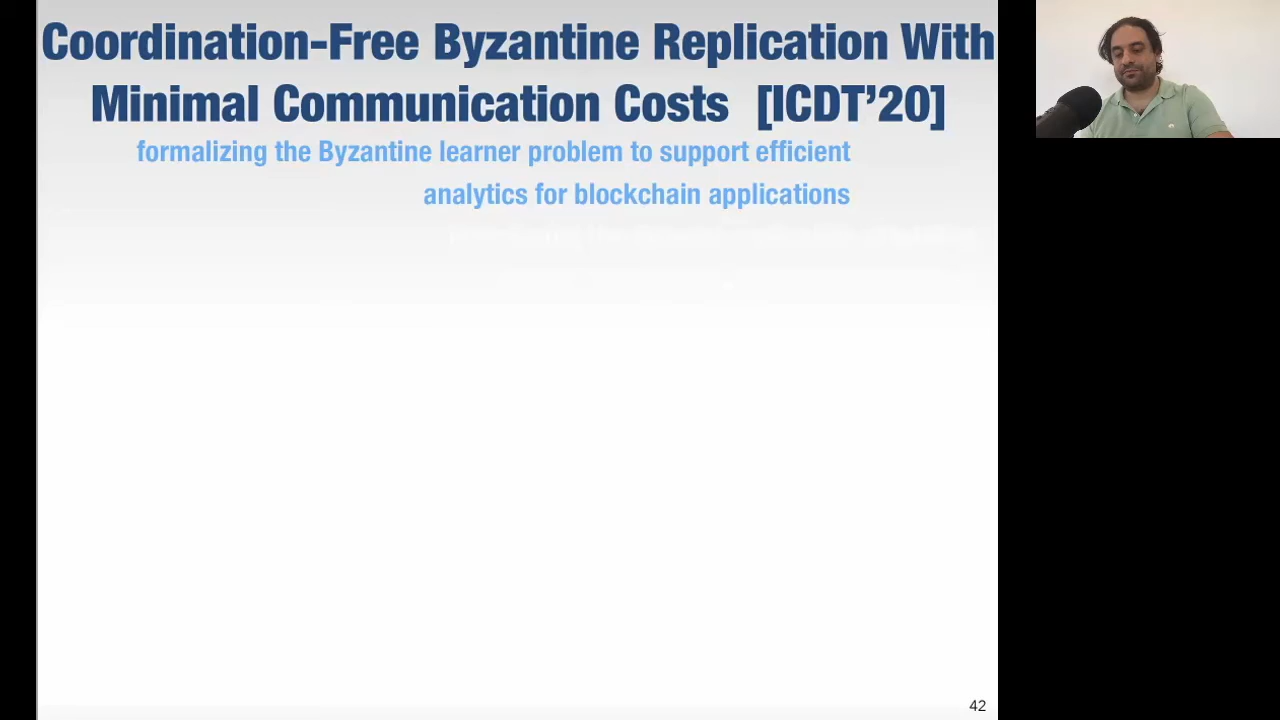 Coordination-Free Byzantine Replication With
Minimal Communication Costs [ICDT’20]
formalizing the Byzantine learner problem to support efficient
analytics for blockchain applications
42